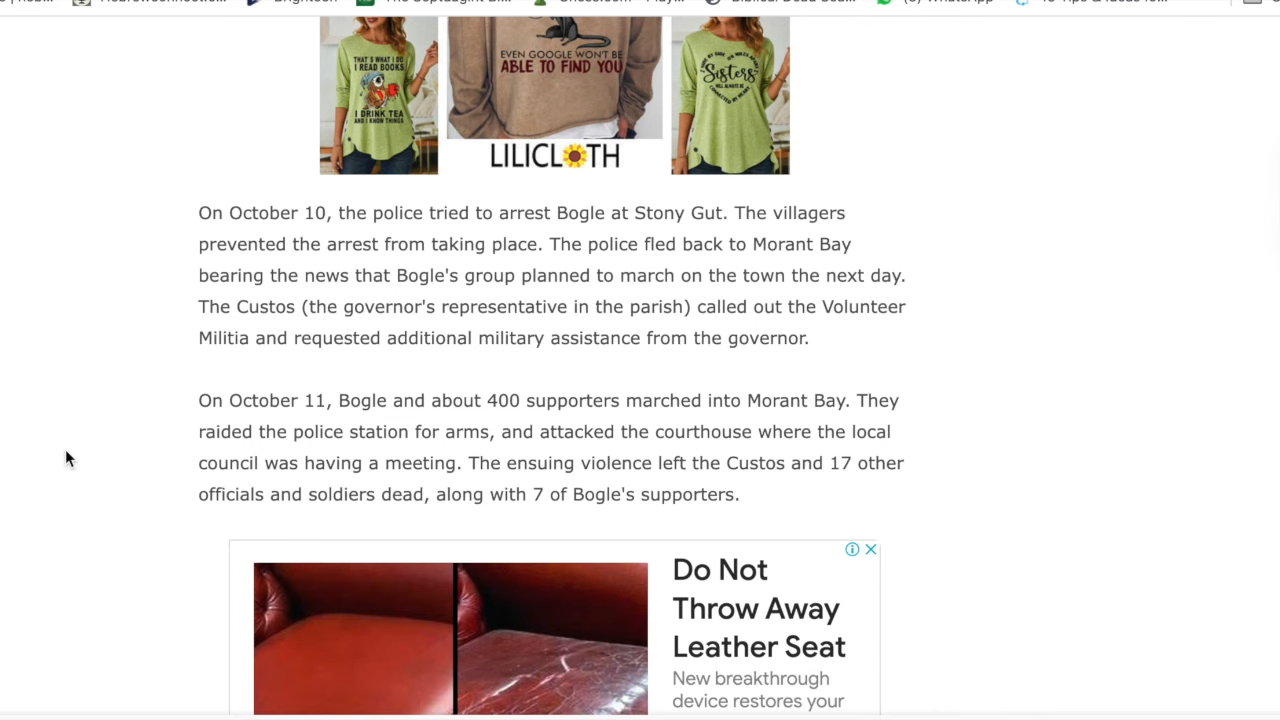 THAT'S WHAT I DO
I READ BOOKS
I DRINK TEA
AND I KNOW THINGS
EVEN GOOGLE WON'T BE
ABLE TO FIND YOU
Sisters
WILL ALWAYS BE
CONNECTED BY HEART
LILICLOTH
On October 10, the police tried to arrest Bogle at Stony Gut. The villagers
prevented the arrest from taking place. The police fled back to Morant Bay
bearing the news that Bogle's group planned to march on the town the next day.
The Custos (the governor's representative in the parish) called out the Volunteer
Militia and requested additional military assistance from the governor.
On October 11, Bogle and about 400 supporters marched into Morant Bay. They
raided the police station for arms, and attacked the courthouse where the local
council was having a meeting. The ensuing violence left the Custos and 17 other
officials and soldiers dead, along with 7 of Bogle's supporters.
Do Not
Throw Away
Leather Seat
New breakthrough
device restores your